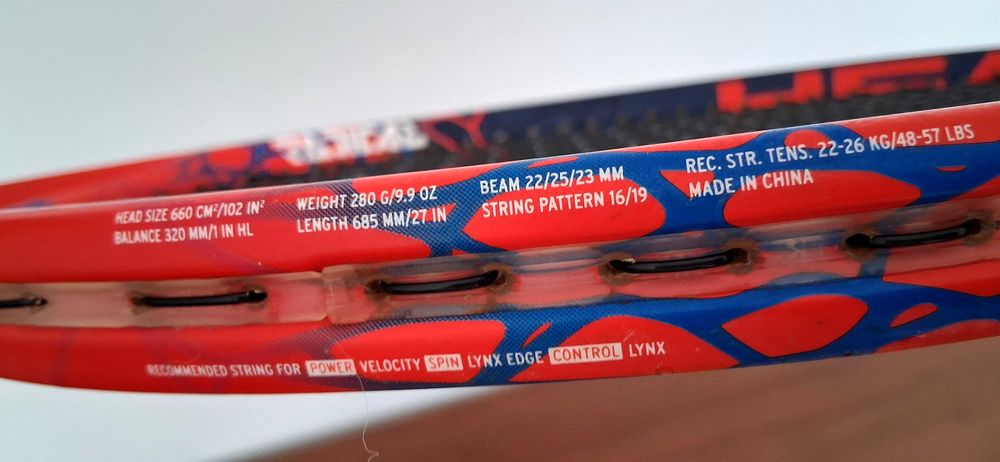 HEA
HEAD SIZE 660 CM²/102 IN²
BALANCE 320 MM/1 IN HL
WEIGHT 280 G/9.9 OZ
LENGTH 685 MM/27 IN
BEAM 22/25/23 MM
STRING PATTERN 16/19
REC. STR. TENS. 22-26 KG/48-57 LBS
MADE IN CHINA
RECOMMENDED STRING FOR POWER VELOCITY SPIN LYNX EDGE CONTROL LYNX